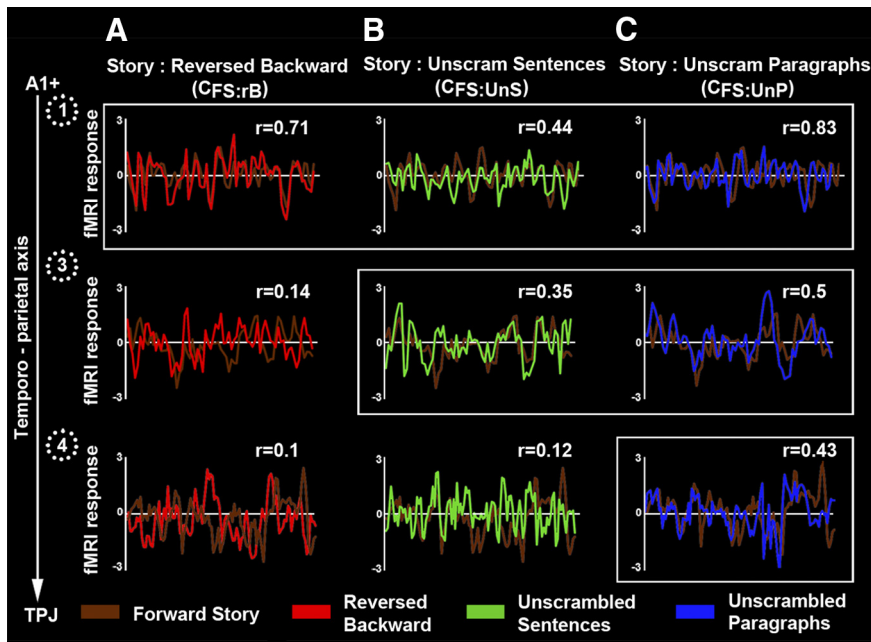 A B C
Story : Reversed Backward Story : Unscram Sentences Story : Unscram Paragraphs
(CFS:rB) (CFS:UnS) (CFS:UnP)
A1+
1
fMRI response
3
0
-3
r=0.71
3
0
-3
r=0.44
3
0
-3
r=0.83
Temporo - parietal axis
3
fMRI response
3
0
-3
r=0.14
3
0
-3
r=0.35
3
0
-3
r=0.5
4
fMRI response
3
0
-3
r=0.1
3
0
-3
r=0.12
3
0
-3
r=0.43
TPJ
Forward Story
Reversed
Backward
Unscrambled
Sentences
Unscrambled
Paragraphs